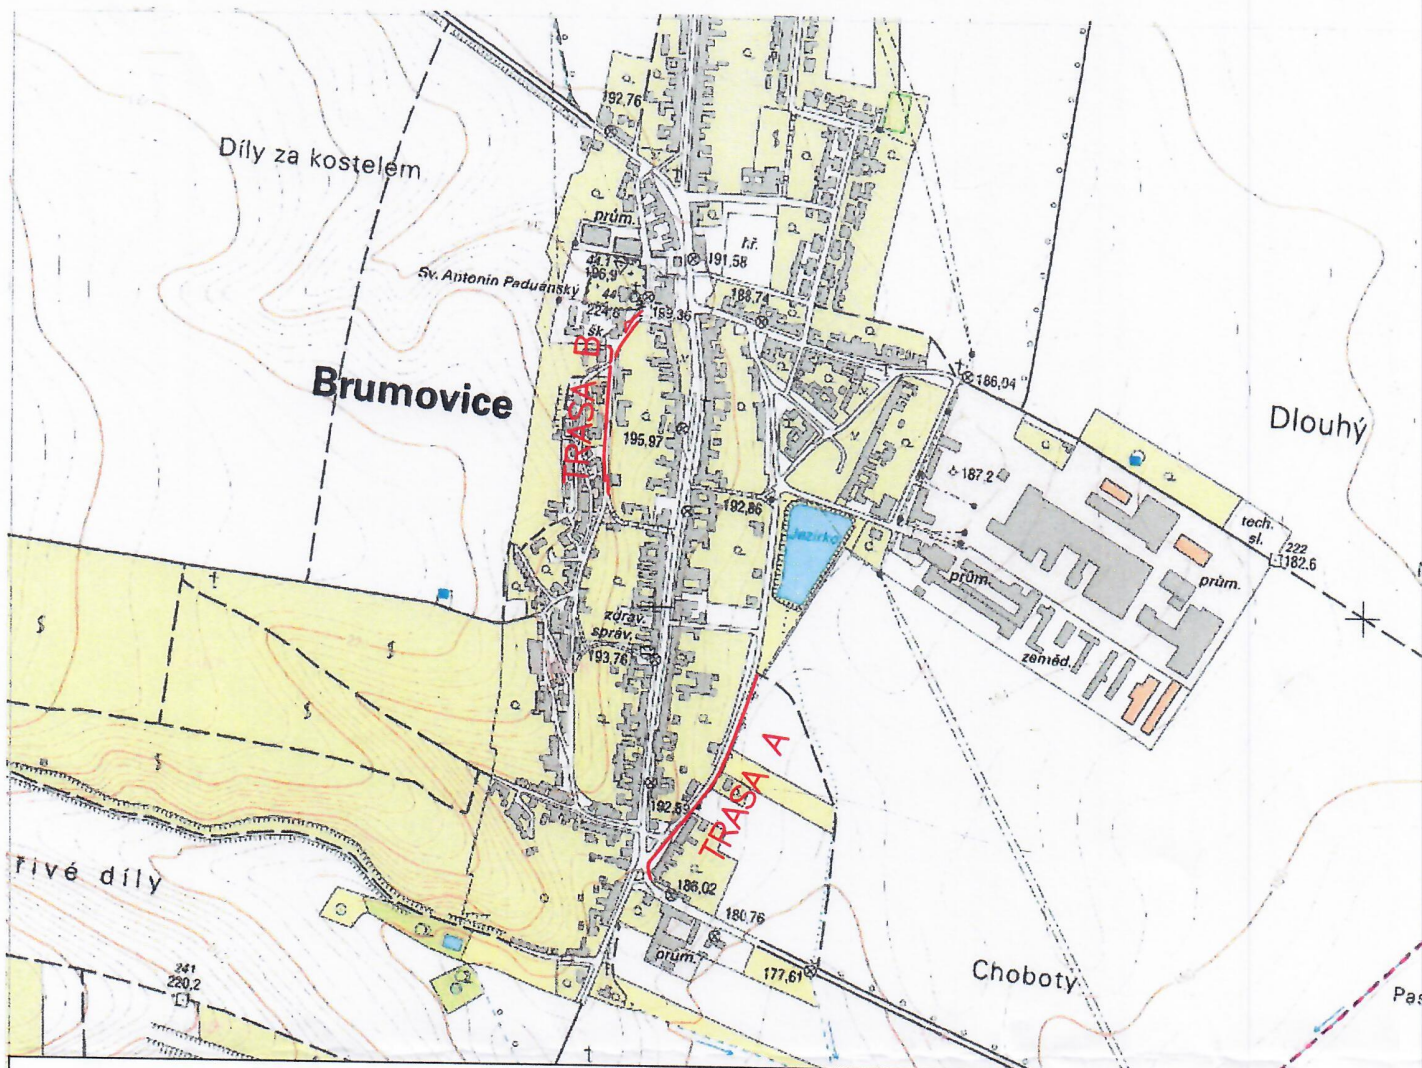 192,76
Díly za kostelem
prům.
hř.
191,58
44.1
196,9
Sv. Antonín Paduánský
44
224,8
189,36
188,74
šk.
TRASA B
Brumovice
186,04
Dlouhý
195,97
187,2
192,86
Jezírko
tech.
sl.
222
182.6
prům.
prům.
zdrav.
správ.
193,76
zeměd.
TRASA A
192,89
řivé díly
186,02
180,76
prům.
177,61
Choboty
241
220,2
Pas